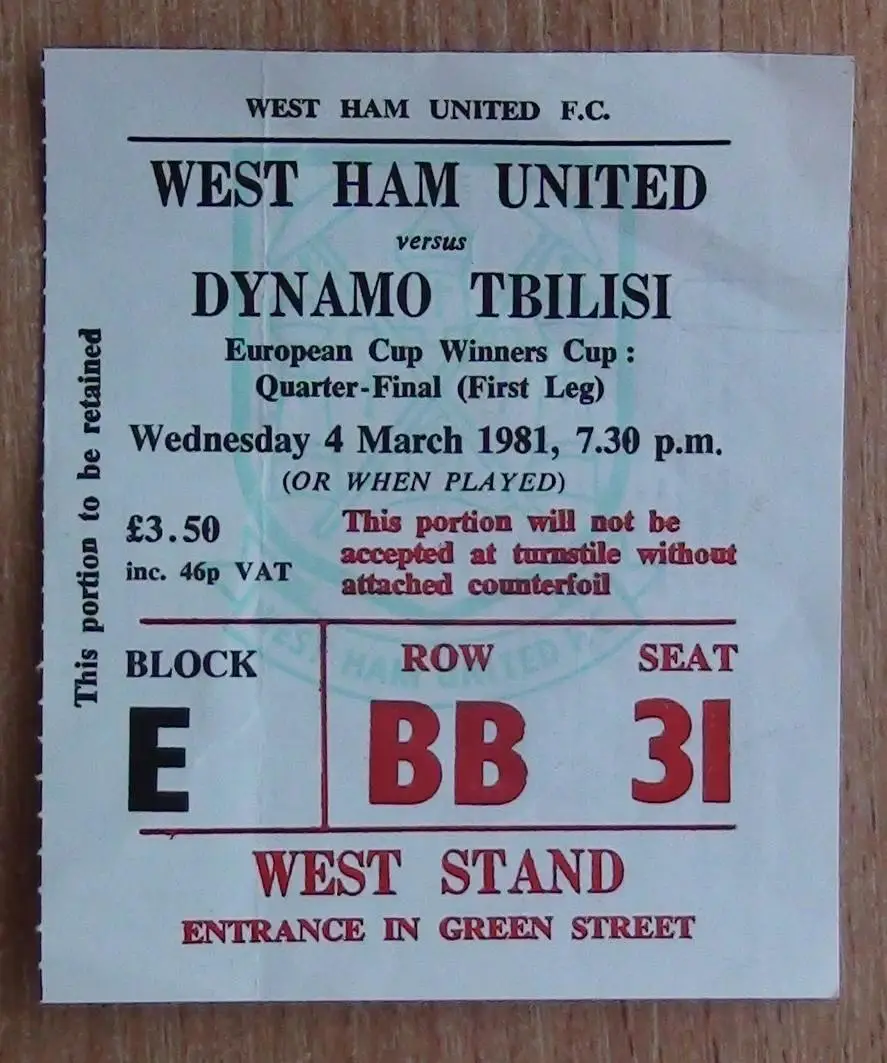 WEST HAM UNITED F.C.
WEST HAM UNITED
versus
DYNAMO TBILISI
European Cup Winners Cup :
Quarter-Final (First Leg)
Wednesday 4 March 1981, 7.30 p.m.
(OR WHEN PLAYED)
£3.50
inc. 46p VAT
This portion will not be
accepted at turnstile without
attached counterfoil
This portion to be retained
BLOCK
E
ROW
BB
SEAT
31
WEST HAM UNITED F.C.
WEST STAND
ENTRANCE IN GREEN STREET